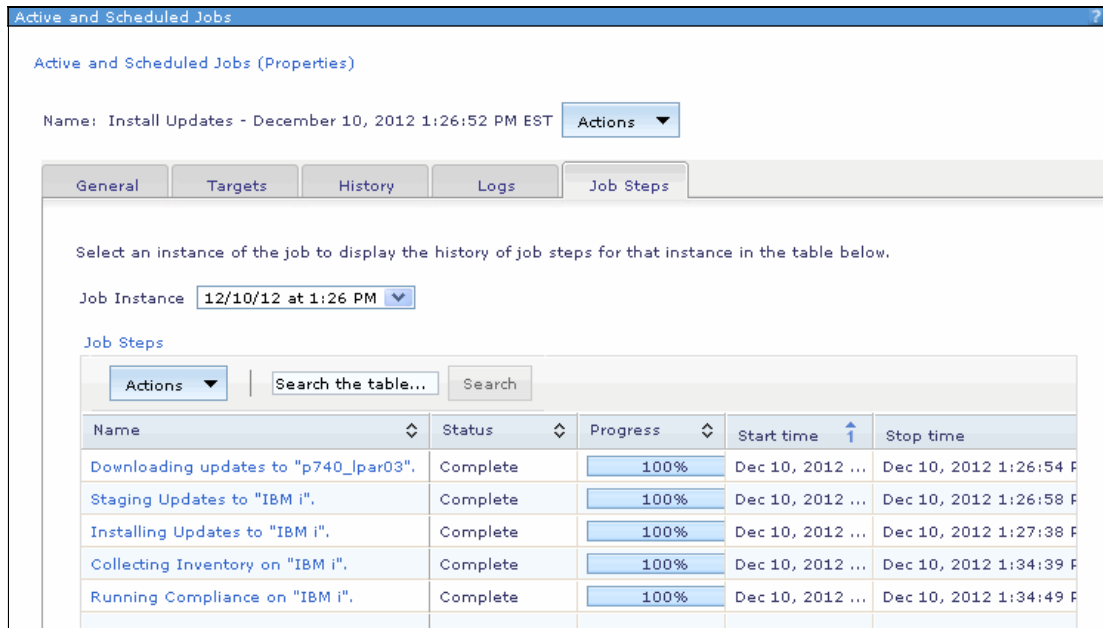 Active and Scheduled Jobs ?
Active and Scheduled Jobs (Properties)
Name: Install Updates - December 10, 2012 1:26:52 PM EST Actions
General Targets History Logs Job Steps
Select an instance of the job to display the history of job steps for that instance in the table below.
Job Instance 12/10/12 at 1:26 PM
Job Steps
Actions Search the table... Search
Name Status Progress Start time 1 Stop time
Downloading updates to "p740_lpar03". Complete 100% Dec 10, 2012 ... Dec 10, 2012 1:26:54 P
Staging Updates to "IBM i". Complete 100% Dec 10, 2012 ... Dec 10, 2012 1:26:58 P
Installing Updates to "IBM i". Complete 100% Dec 10, 2012 ... Dec 10, 2012 1:27:38 P
Collecting Inventory on "IBM i". Complete 100% Dec 10, 2012 ... Dec 10, 2012 1:34:39 P
Running Compliance on "IBM i". Complete 100% Dec 10, 2012 ... Dec 10, 2012 1:34:49 P